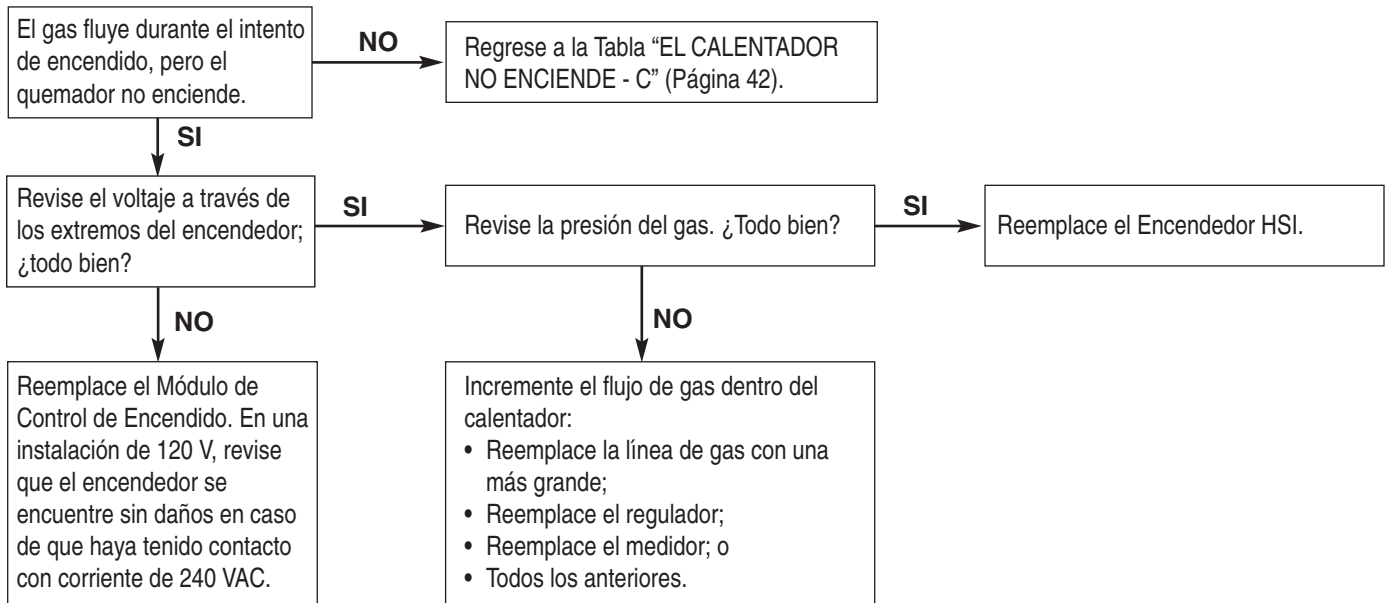 El gas fluye durante el intento
de encendido, pero el
quemador no enciende.
NO
Regrese a la Tabla “EL CALENTADOR
NO ENCIENDE - C” (Página 42).
SI
Revise el voltaje a través de
los extremos del encendedor;
¿todo bien?
SI
Revise la presión del gas. ¿Todo bien?
SI
Reemplace el Encendedor HSI.
NO
NO
Reemplace el Módulo de
Control de Encendido. En una
instalación de 120 V, revise
que el encendedor se
encuentre sin daños en caso
de que haya tenido contacto
con corriente de 240 VAC.
Incremente el flujo de gas dentro del
calentador:
• Reemplace la línea de gas con una
más grande;
• Reemplace el regulador;
• Reemplace el medidor; o
• Todos los anteriores.